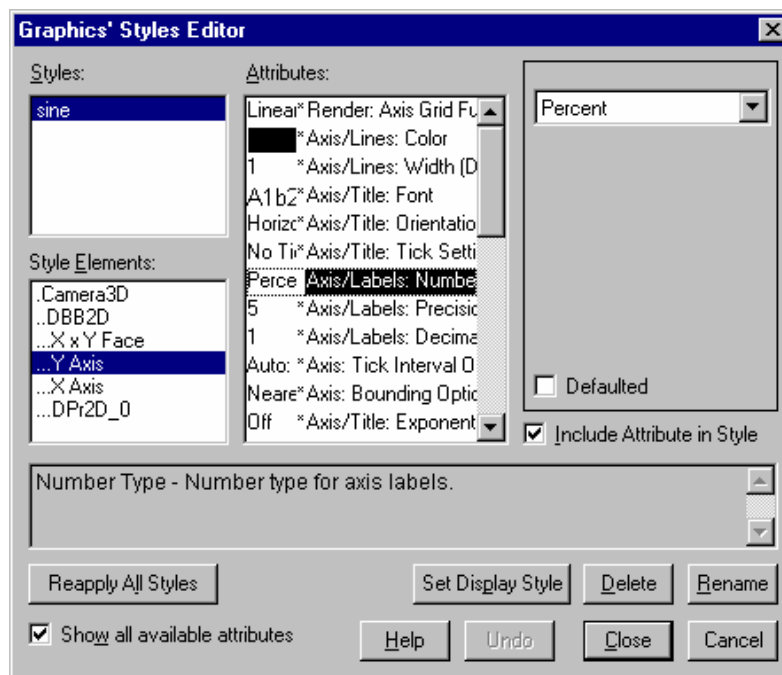 Graphics' Styles Editor
Styles:
sine
Style Elements:
.Camera3D
..DBB2D
...X x Y Face
...Y Axis
...X Axis
...DPr2D_0
Attributes:
Linear* Render: Axis Grid Fu
*Axis/Lines: Color
1 *Axis/Lines: Width (D
A1b2*Axis/Title: Font
Horizo*Axis/Title: Orientatio
No Ti*Axis/Title: Tick Setti
Perce Axis/Labels: Numbe
5 *Axis/Labels: Precisio
1 *Axis/Labels: Decima
Auto: *Axis: Tick Interval O
Neare*Axis: Bounding Optio
Off *Axis/Title: Exponent
Percent
Defaulted
Include Attribute in Style
Number Type - Number type for axis labels.
Reapply All Styles
Set Display Style
Delete
Rename
Show all available attributes
Help
Undo
Close
Cancel